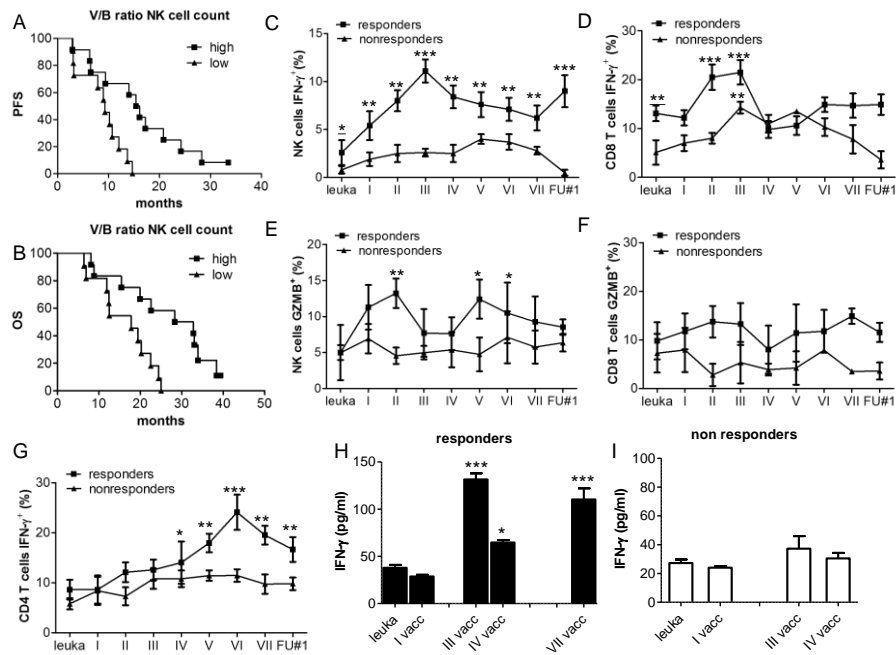 A
V/B ratio NK cell count
PFS
100
80
60
40
20
0
high
low
0 10 20 30 40
months
B
V/B ratio NK cell count
OS
100
80
60
40
20
0
high
low
0 10 20 30 40 50
months
C
responders
nonresponders
NK cells IFN-γ+ (%)
15
10
5
0
* ** ** *** ** ** ** ** ***
leuka I II III IV V VI VII FU#1
D
responders
nonresponders
CD8 T cells IFN-γ+ (%)
30
20
10
0
** *** *** **
leuka I II III IV V VI VII FU#1
E
responders
nonresponders
NK cells GZMB+ (%)
20
15
10
5
0
** * *
leuka I II III IV V VI VII FU#1
F
responders
nonresponders
CD8 T cells GZMB+ (%)
30
20
10
0
leuka I II III IV V VI VII FU#1
G
responders
nonresponders
CD4 T cells IFN-γ+ (%)
30
20
10
0
* ** *** ** **
leuka I II III IV V VI VII FU#1
H
responders
IFN-γ (pg/ml)
150
100
50
0
*** * ***
leuka
I vacc
III vacc
IV vacc
VII vacc
I
non responders
IFN-γ (pg/ml)
100
80
60
40
20
0
leuka
I vacc
III vacc
IV vacc